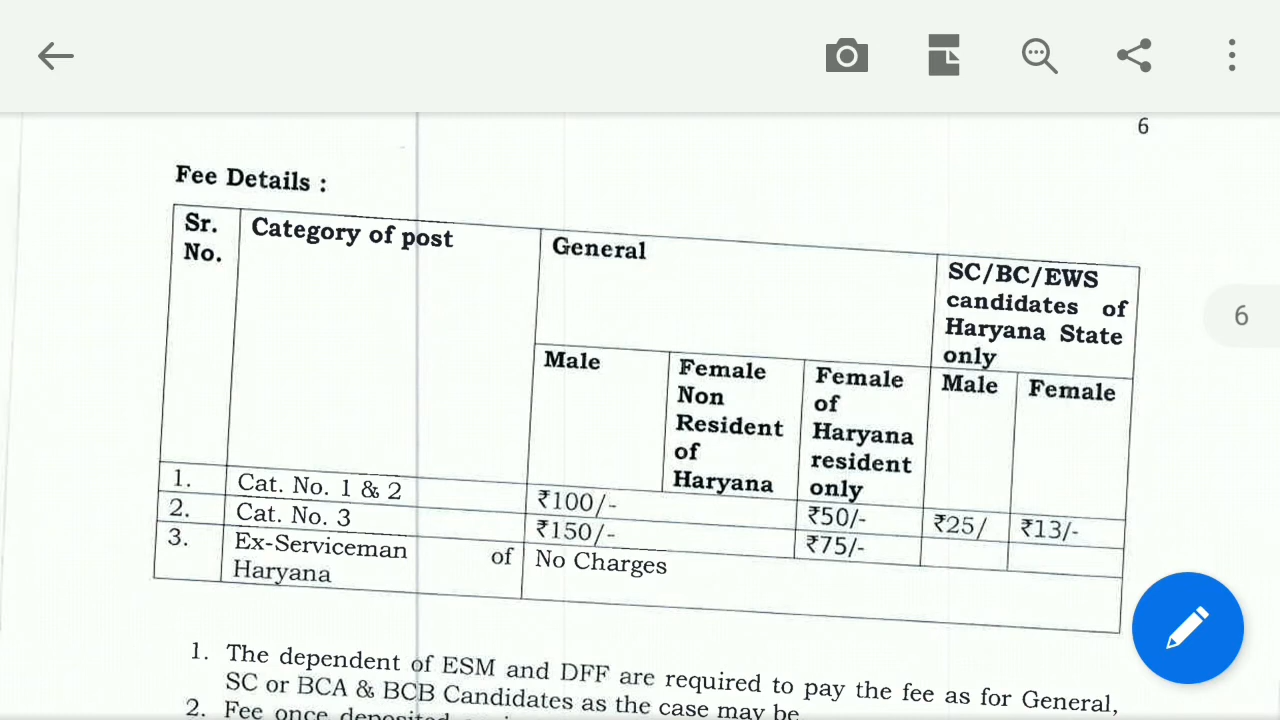 6
Fee Details :
Sr. No.
Category of post
General
SC/BC/EWS candidates of Haryana State only
Male
Female Non Resident of Haryana
Female of Haryana resident only
Male
Female
1. Cat. No. 1 & 2 ₹100/- ₹50/- ₹25/ ₹13/-
2. Cat. No. 3 ₹150/- ₹75/-
3. Ex-Serviceman of Haryana No Charges
6
1. The dependent of ESM and DFF are required to pay the fee as for General,
SC or BCA & BCB Candidates as the case may be
2. Fee once